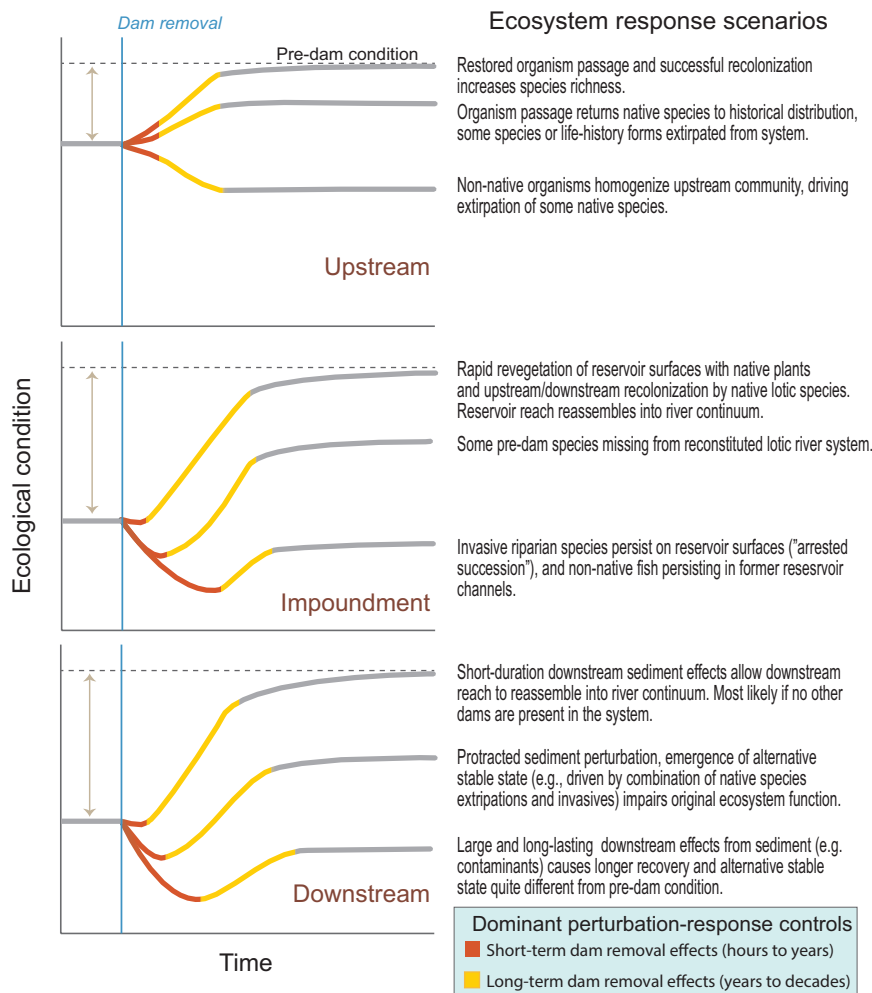 Dam removal
Ecosystem response scenarios
Pre-dam condition
Restored organism passage and successful recolonization
increases species richness.
Organism passage returns native species to historical distribution,
some species or life-history forms extirpated from system.
Non-native organisms homogenize upstream community, driving
extirpation of some native species.
Upstream
Ecological condition
Rapid revegetation of reservoir surfaces with native plants
and upstream/downstream recolonization by native lotic species.
Reservoir reach reassembles into river continuum.
Some pre-dam species missing from reconstituted lotic river system.
Invasive riparian species persist on reservoir surfaces (”arrested
succession”), and non-native fish persisting in former resesrvoir
channels.
Impoundment
Short-duration downstream sediment effects allow downstream
reach to reassemble into river continuum. Most likely if no other
dams are present in the system.
Protracted sediment perturbation, emergence of alternative
stable state (e.g., driven by combination of native species
extripations and invasives) impairs original ecosystem function.
Large and long-lasting downstream effects from sediment (e.g.
contaminants) causes longer recovery and alternative stable
state quite different from pre-dam condition.
Downstream
Time
Dominant perturbation-response controls
Short-term dam removal effects (hours to years)
Long-term dam removal effects (years to decades)